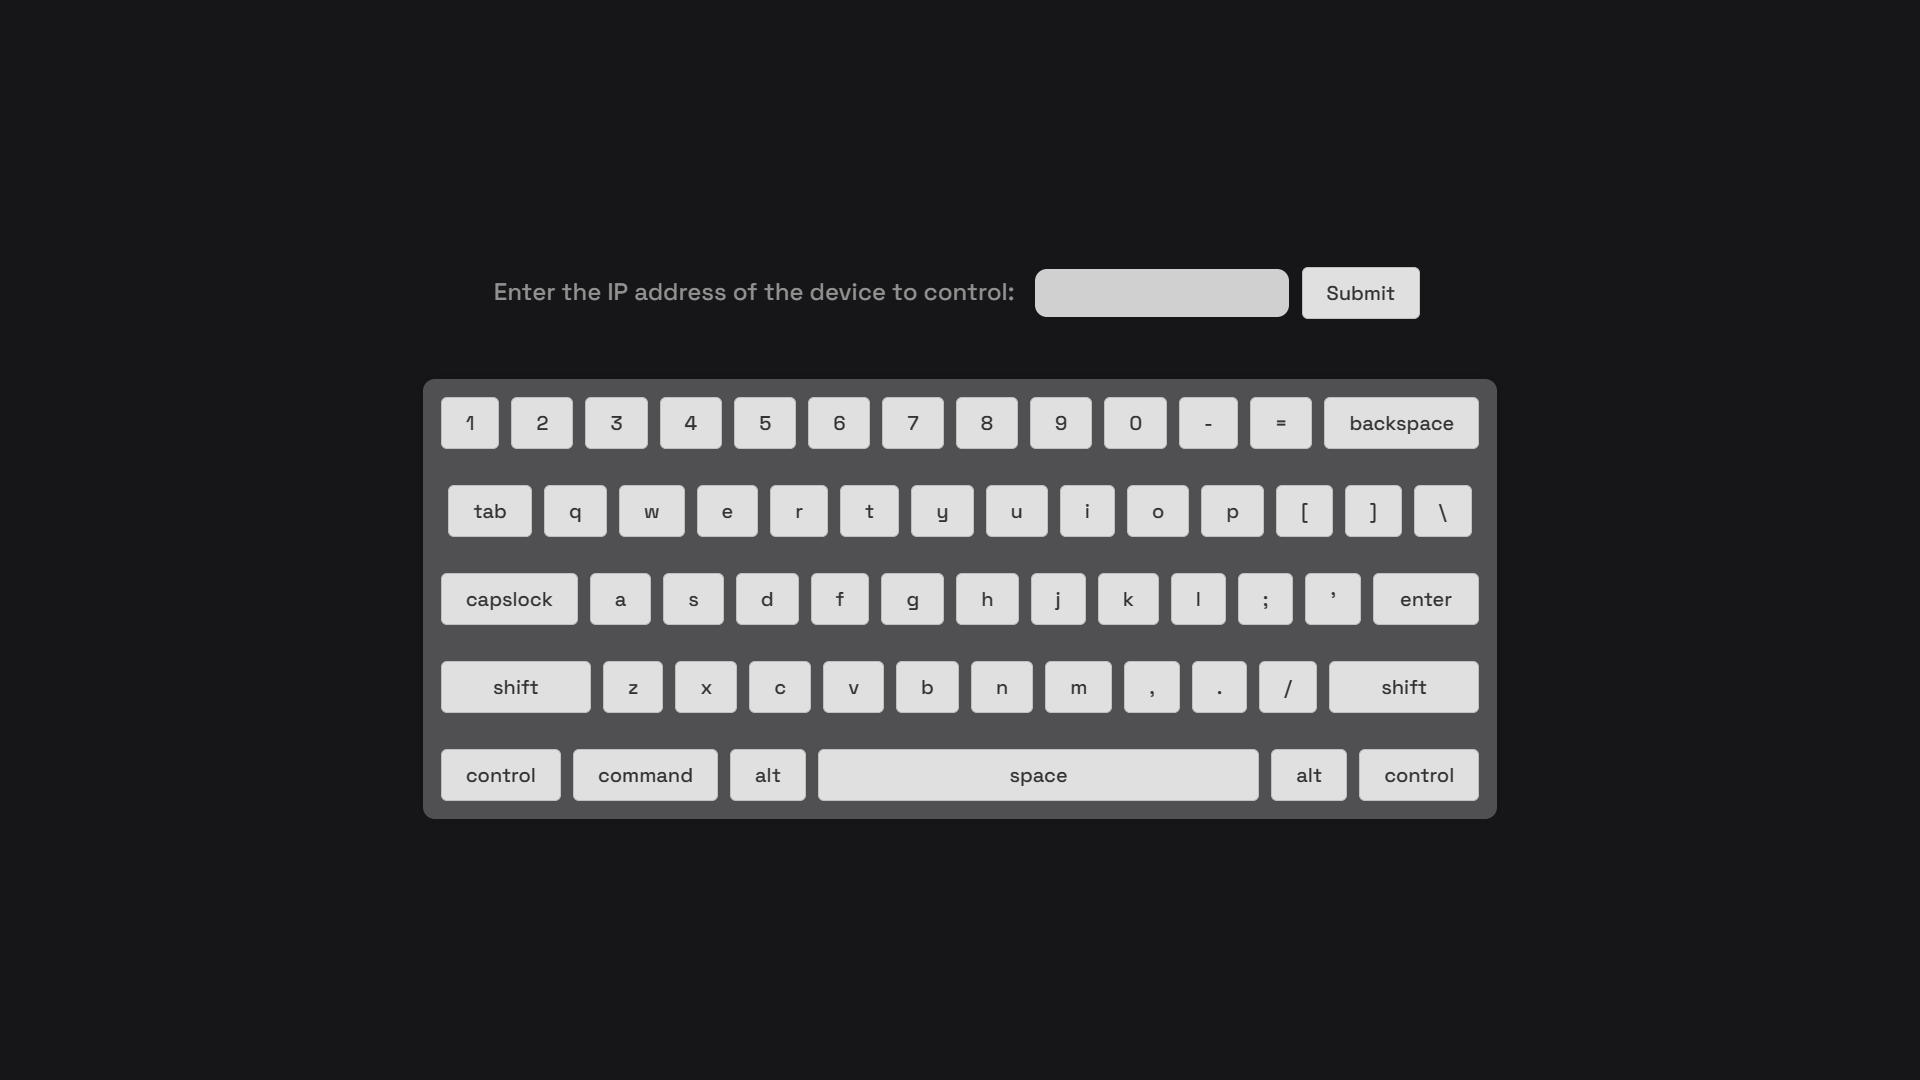 Enter the IP address of the device to control: Submit
1 2 3 4 5 6 7 8 9 0 - = backspace
tab q w e r t y u i o p [ ] \
capslock a s d f g h j k l ; ' enter
shift z x c v b n m , . / shift
control command alt space alt control